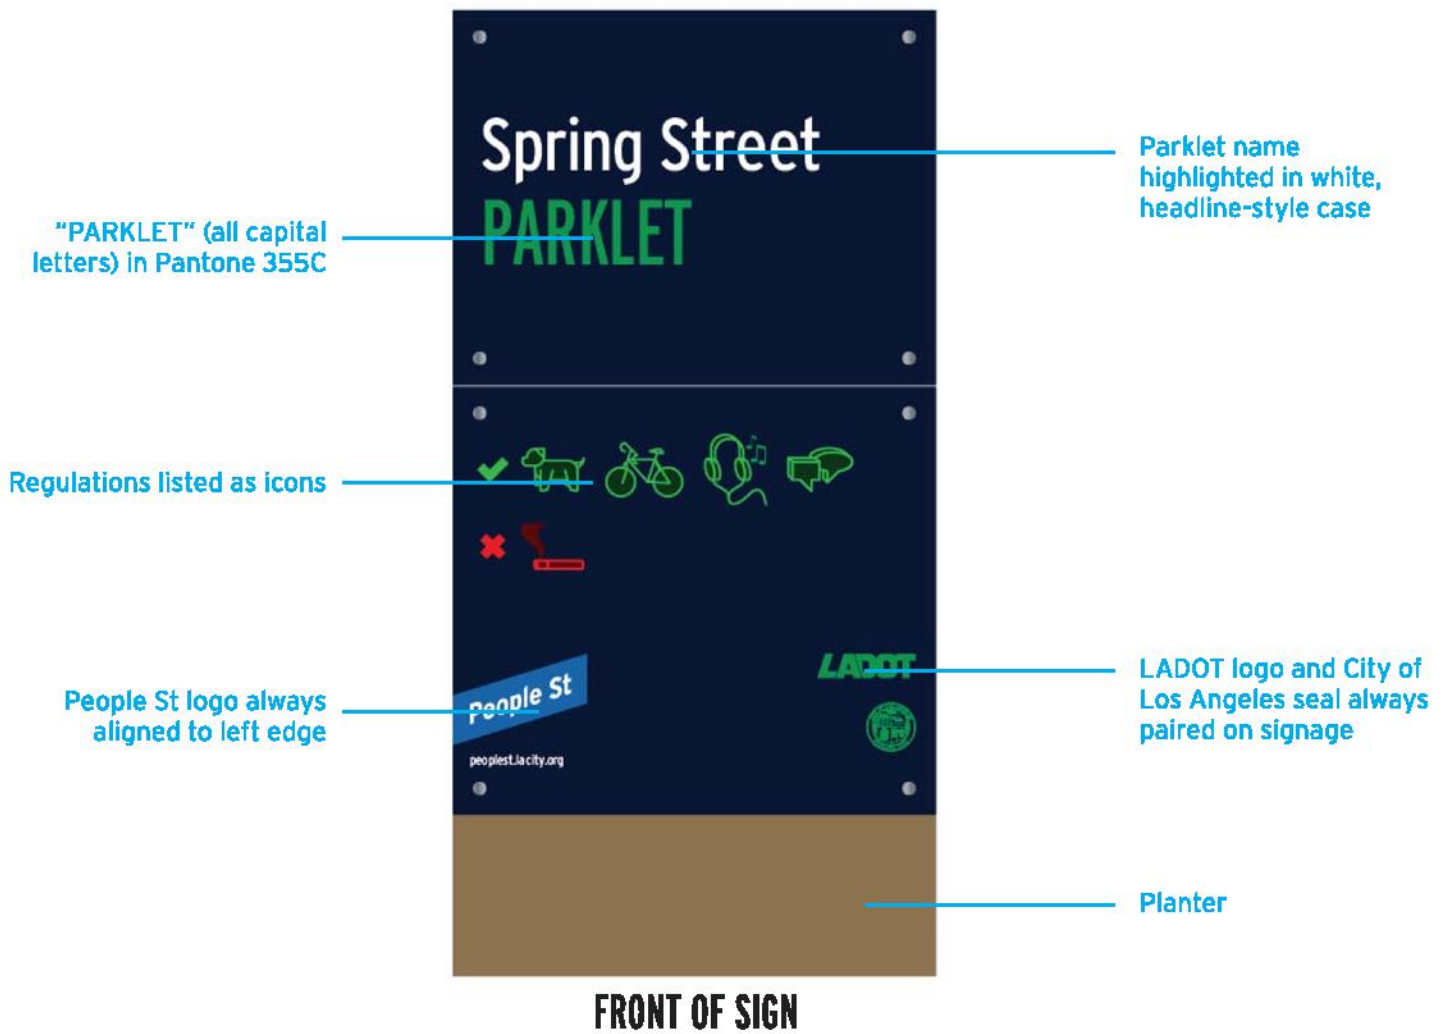 Spring Street
PARKLET
Parklet name
highlighted in white,
headline-style case
"PARKLET" (all capital
letters) in Pantone 355C
Regulations listed as icons
People St logo always
aligned to left edge
People St
peoplest.lacity.org
LADOT
LADOT logo and City of
Los Angeles seal always
paired on signage
Planter
FRONT OF SIGN